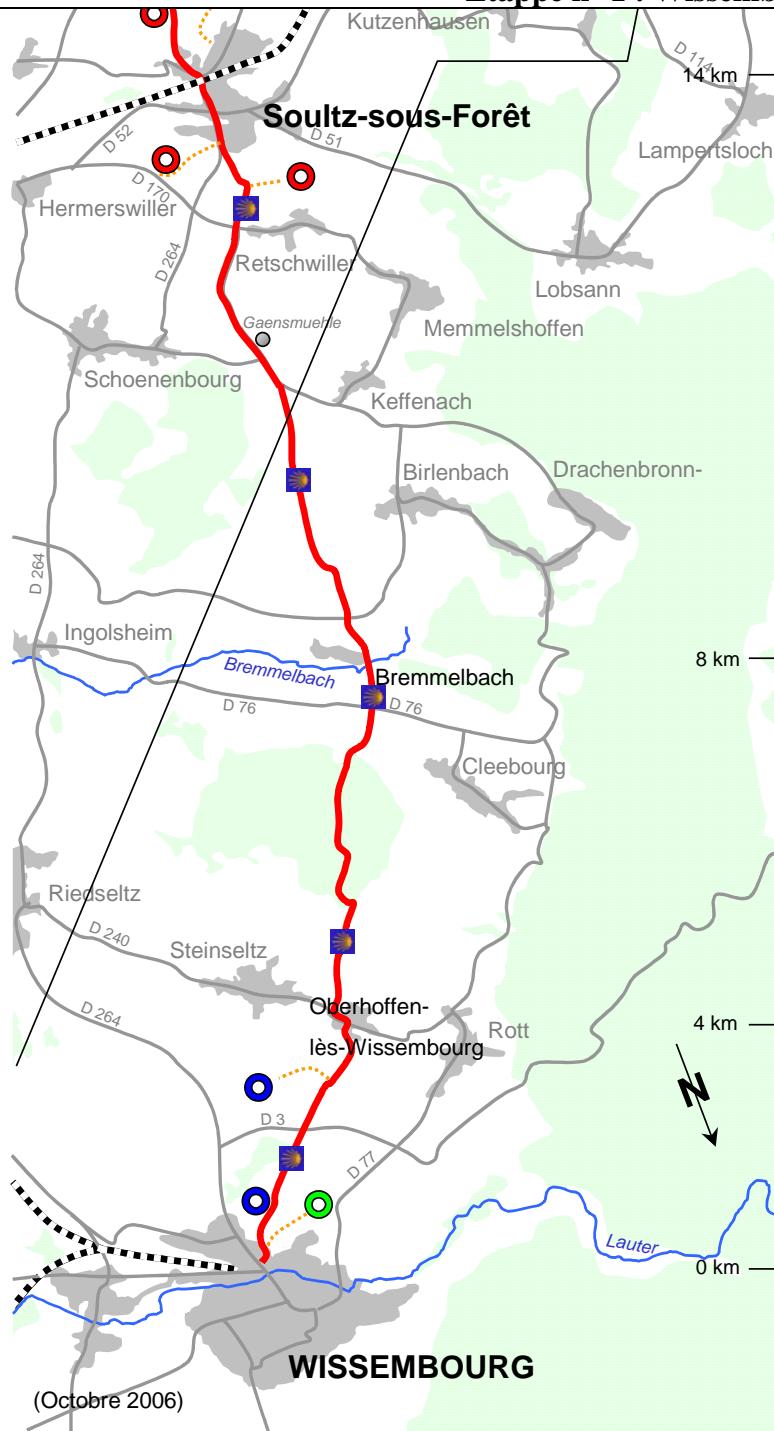 Kutzenhausen
D 114
14 km
Soultz-sous-Forêt
D 52
D 51
Lampertsloch
D 170
Hermerswiller
D 264
Retschwiller
Lobsann
Gaensmuehle
Memmelshoffen
Schoenenbourg
Keffenach
Birlenbach
Drachenbronn-
D 264
Ingolsheim
Bremmelbach
8 km
Bremmelbach
D 76
D 76
Cleebourg
Riedseltz
D 240
Steinseltz
Oberhoffen-
lès-Wissembourg
D 264
Rott
4 km
N
D 3
D 77
Lauter
0 km
WISSEMBOURG
(Octobre 2006)